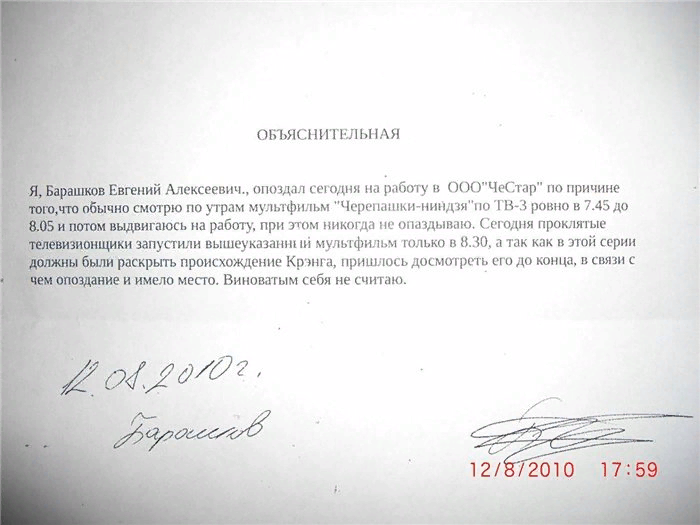 ОБЪЯСНИТЕЛЬНАЯ
Я, Барашков Евгений Алексеевич., опоздал сегодня на работу в ООО"ЧеСтар" по причине
того,что обычно смотрю по утрам мультфильм "Черепашки-ниндзя"по ТВ-3 ровно в 7.45 до
8.05 и потом выдвигаюсь на работу, при этом никогда не опаздываю. Сегодня проклятые
телевизионщики запустили вышеуказанный мультфильм только в 8.30, а так как в этой серии
должны были раскрыть происхождение Крэнга, пришлось досмотреть его до конца, в связи с
чем опоздание и имело место. Виноватым себя не считаю.
12.08.2010г.
Барашков
12/8/2010 17:59